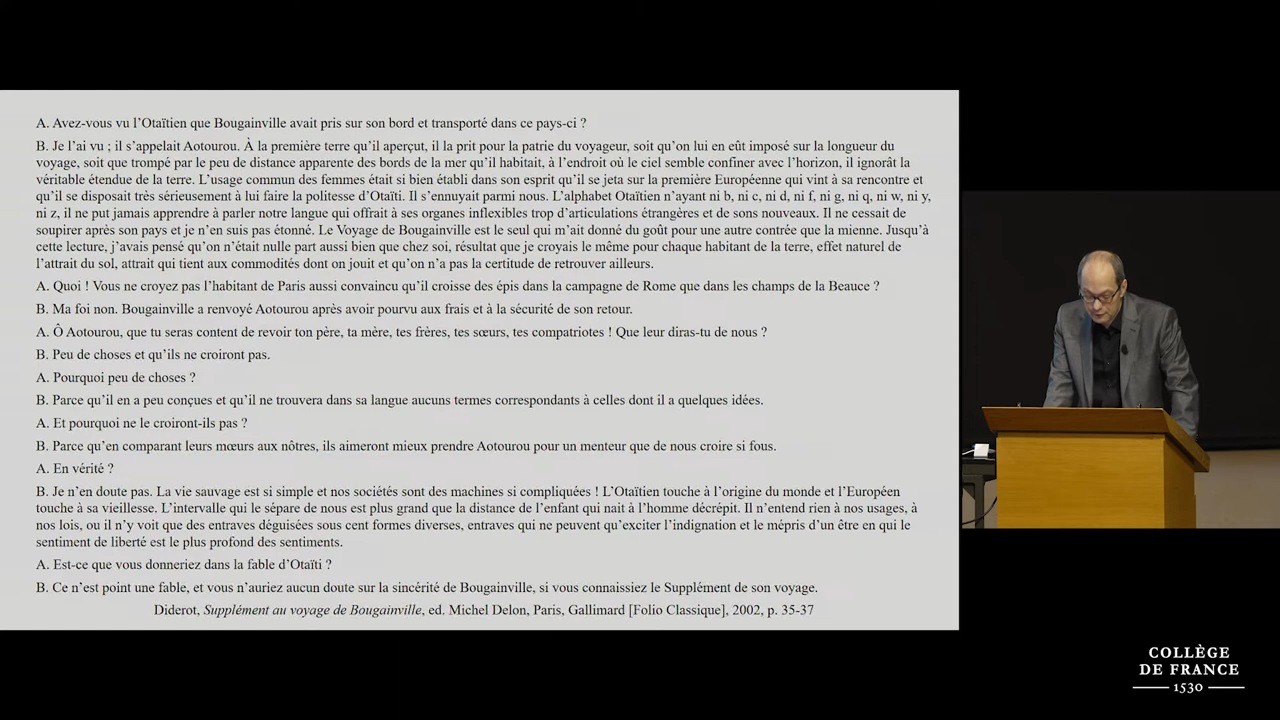 A. Avez-vous vu l’Otaïtien que Bougainville avait pris sur son bord et transporté dans ce pays-ci ?
B. Je l’ai vu ; il s’appelait Aotourou. À la première terre qu’il aperçut, il la prit pour la patrie du voyageur, soit qu’on lui en eût imposé sur la longueur du
voyage, soit que trompé par le peu de distance apparente des bords de la mer qu’il habitait, à l’endroit où le ciel semble confiner avec l’horizon, il ignorât la
véritable étendue de la terre. L’usage commun des femmes était si bien établi dans son esprit qu’il se jeta sur la première Européenne qui vint à sa rencontre et
qu’il se disposait très sérieusement à lui faire la politesse d’Otaïti. Il s’ennuyait parmi nous. L’alphabet Otaïtien n’ayant ni b, ni c, ni d, ni f, ni g, ni q, ni w, ni y,
ni z, il ne put jamais apprendre à parler notre langue qui offrait à ses organes inflexibles trop d’articulations étrangères et de sons nouveaux. Il ne cessait de
soupirer après son pays et je n’en suis pas étonné. Le Voyage de Bougainville est le seul qui m’ait donné du goût pour une autre contrée que la mienne. Jusqu’à
cette lecture, j’avais pensé qu’on n’était nulle part aussi bien que chez soi, résultat que je croyais le même pour chaque habitant de la terre, effet naturel de
l’attrait du sol, attrait qui tient aux commodités dont on jouit et qu’on n’a pas la certitude de retrouver ailleurs.
A. Quoi ! Vous ne croyez pas l’habitant de Paris aussi convaincu qu’il croisse des épis dans la campagne de Rome que dans les champs de la Beauce ?
B. Ma foi non. Bougainville a renvoyé Aotourou après avoir pourvu aux frais et à la sécurité de son retour.
A. Ô Aotourou, que tu seras content de revoir ton père, ta mère, tes frères, tes sœurs, tes compatriotes ! Que leur diras-tu de nous ?
B. Peu de choses et qu’ils ne croiront pas.
A. Pourquoi peu de choses ?
B. Parce qu’il en a peu conçues et qu’il ne trouvera dans sa langue aucuns termes correspondants à celles dont il a quelques idées.
A. Et pourquoi ne le croiront-ils pas ?
B. Parce qu’en comparant leurs mœurs aux nôtres, ils aimeront mieux prendre Aotourou pour un menteur que de nous croire si fous.
A. En vérité ?
B. Je n’en doute pas. La vie sauvage est si simple et nos sociétés sont des machines si compliquées ! L’Otaïtien touche à l’origine du monde et l’Européen
touche à sa vieillesse. L’intervalle qui le sépare de nous est plus grand que la distance de l’enfant qui nait à l’homme décrépit. Il n’entend rien à nos usages, à
nos lois, ou il n’y voit que des entraves déguisées sous cent formes diverses, entraves qui ne peuvent qu’exciter l’indignation et le mépris d’un être en qui le
sentiment de liberté est le plus profond des sentiments.
A. Est-ce que vous donneriez dans la fable d’Otaïti ?
B. Ce n’est point une fable, et vous n’auriez aucun doute sur la sincérité de Bougainville, si vous connaissiez le Supplément de son voyage.
Diderot, Supplément au voyage de Bougainville, ed. Michel Delon, Paris, Gallimard [Folio Classique], 2002, p. 35-37
COLLÈGE
DE FRANCE
1530